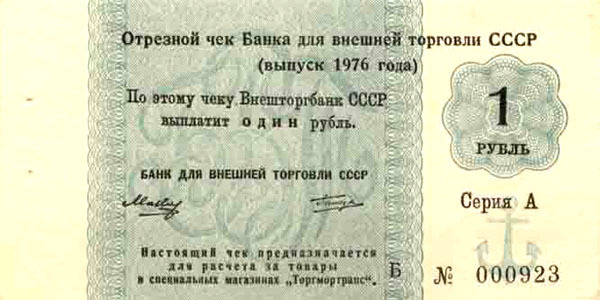 Отрезной чек Банка для внешней торговли СССР
(выпуск 1976 года)
По этому чеку Внешторгбанк СССР
выплатит один рубль.
1
РУБЛЬ
БАНК ДЛЯ ВНЕШНЕЙ ТОРГОВЛИ СССР
Серия А
Настоящий чек предназначается
для расчета за товары
в специальных магазинах „Торгмортранс“.
Б
№ 000923